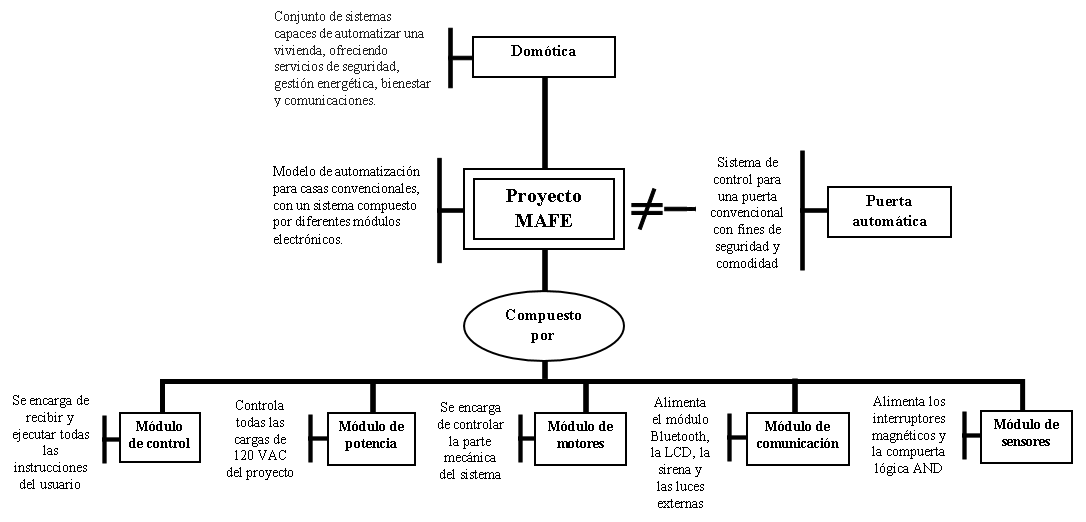 Conjunto de sistemas
capaces de automatizar una
vivienda, ofreciendo
servicios de seguridad,
gestión energética, bienestar
y comunicaciones.
Domótica
Modelo de automatización
para casas convencionales,
con un sistema compuesto
por diferentes módulos
electrónicos.
Proyecto
MAFE
≠
Sistema de
control para
una puerta
convencional
con fines de
seguridad y
comodidad
Puerta
automática
Compuesto
por
Se encarga de
recibir y
ejecutar todas
las
instrucciones
del usuario
Módulo
de control
Controla
todas las
cargas de
120 VAC
del proyecto
Módulo de
potencia
Se encarga
de controlar
la parte
mecánica
del sistema
Módulo de
motores
Alimenta
el módulo
Bluetooth,
la LCD, la
sirena y
las luces
externas
Módulo de
comunicación
Alimenta los
interruptores
magnéticos y
la compuerta
lógica AND
Módulo de
sensores